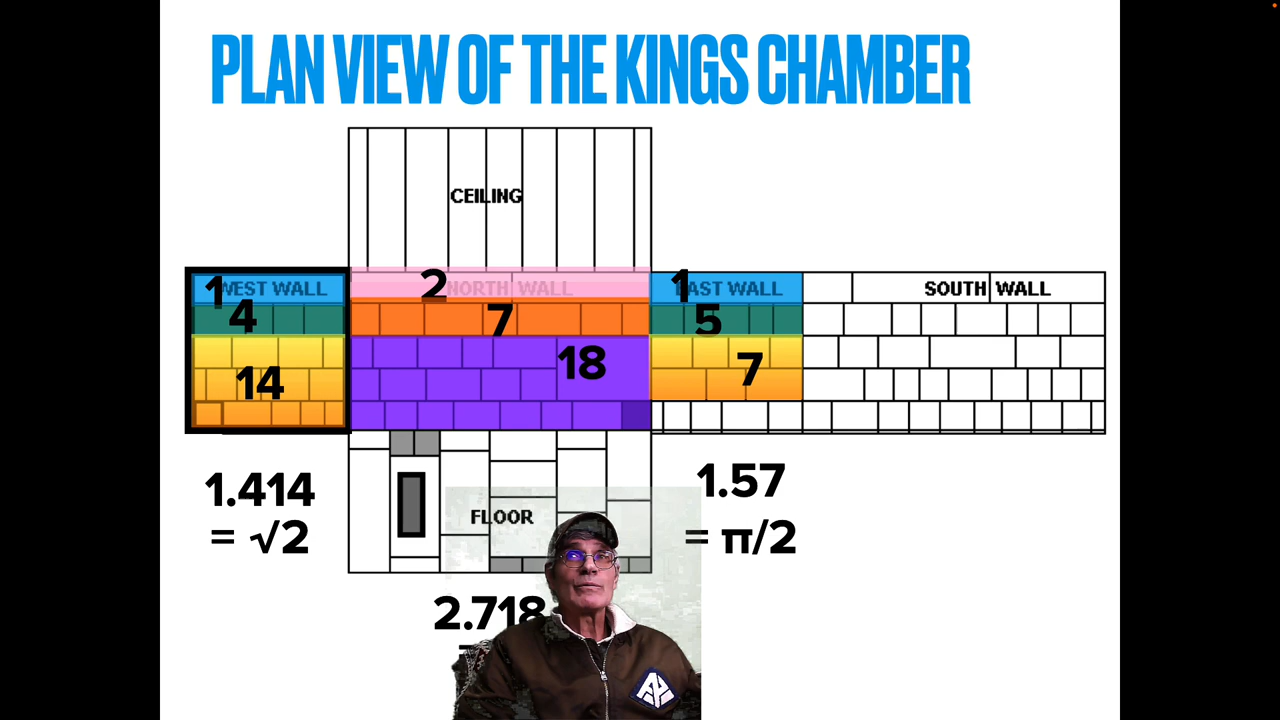 PLAN VIEW OF THE KINGS CHAMBER
CEILING
1 WEST WALL
2 NORTH WALL
1 EAST WALL
SOUTH WALL
4
7
5
14
18
7
1.414
= √2
1.57
= π/2
FLOOR
2.718
=